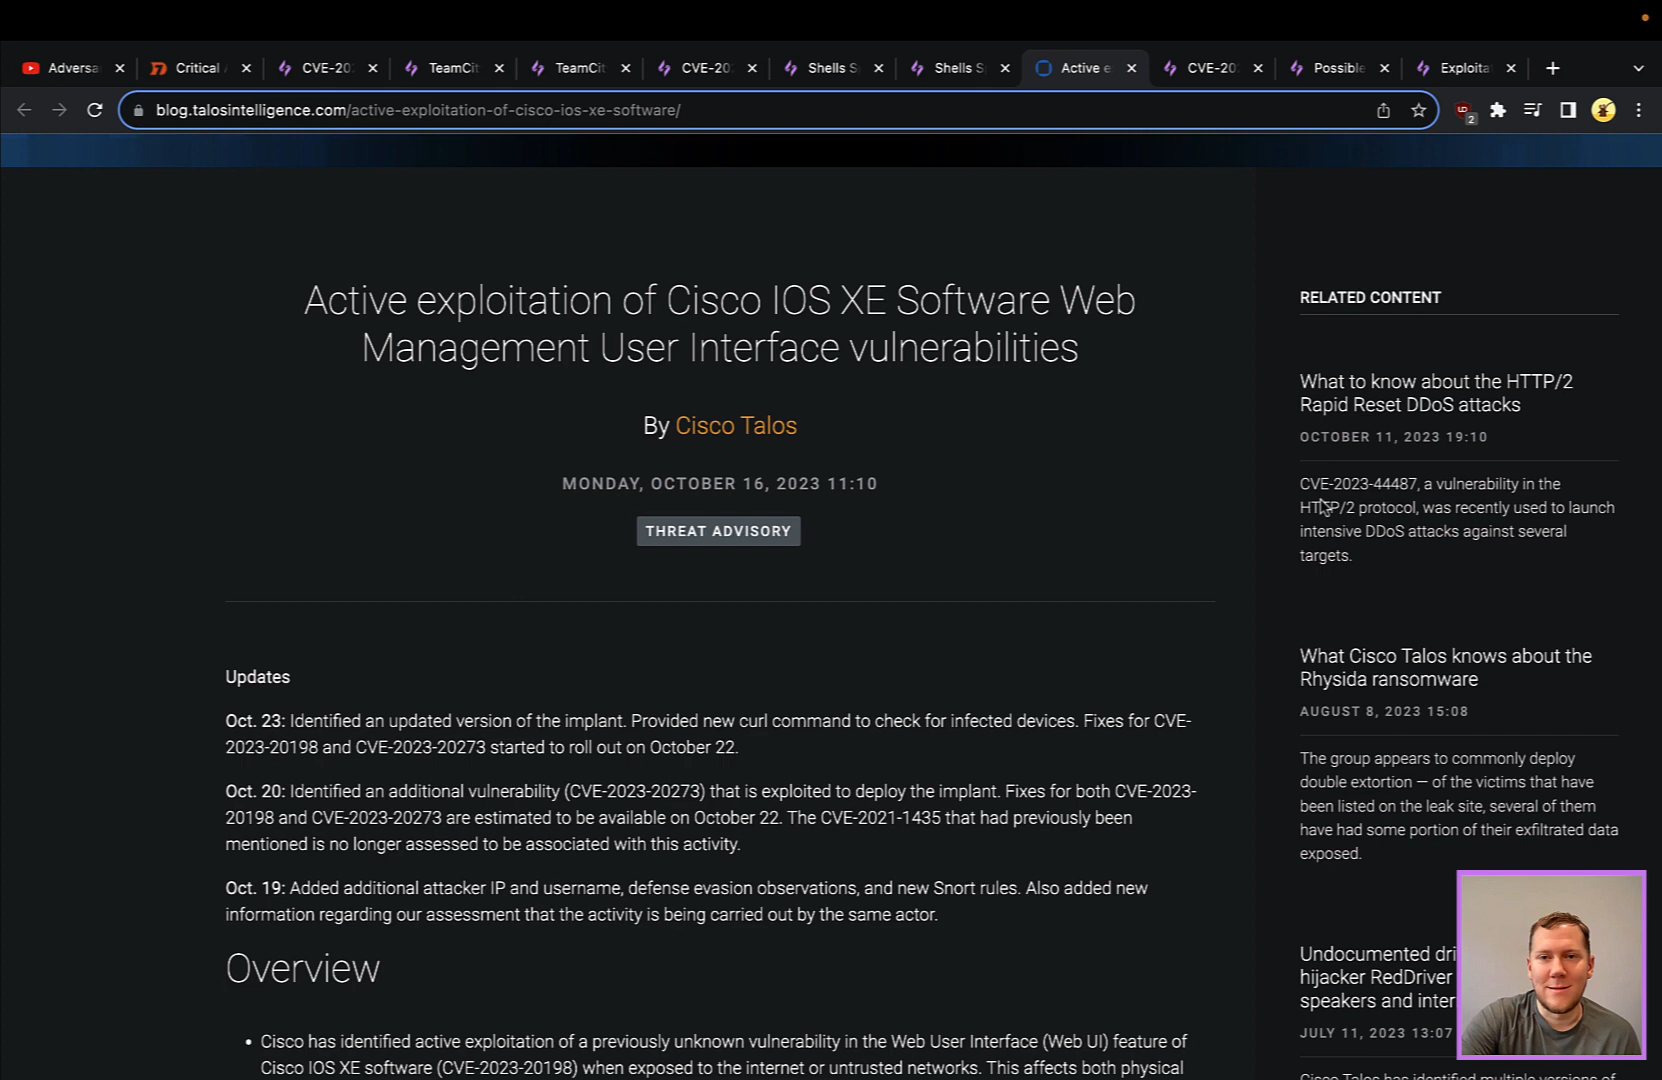 Adversa
Critical
CVE-20
TeamCit
TeamCit
CVE-20
Shells S
Shells S
Active e
CVE-20
Possible
Exploita
blog.talosintelligence.com/active-exploitation-of-cisco-ios-xe-software/
2
Active exploitation of Cisco IOS XE Software Web
Management User Interface vulnerabilities
By Cisco Talos
MONDAY, OCTOBER 16, 2023 11:10
THREAT ADVISORY
Updates
Oct. 23: Identified an updated version of the implant. Provided new curl command to check for infected devices. Fixes for CVE-
2023-20198 and CVE-2023-20273 started to roll out on October 22.
Oct. 20: Identified an additional vulnerability (CVE-2023-20273) that is exploited to deploy the implant. Fixes for both CVE-2023-
20198 and CVE-2023-20273 are estimated to be available on October 22. The CVE-2021-1435 that had previously been
mentioned is no longer assessed to be associated with this activity.
Oct. 19: Added additional attacker IP and username, defense evasion observations, and new Snort rules. Also added new
information regarding our assessment that the activity is being carried out by the same actor.
Overview
• Cisco has identified active exploitation of a previously unknown vulnerability in the Web User Interface (Web UI) feature of
Cisco IOS XE software (CVE-2023-20198) when exposed to the internet or untrusted networks. This affects both physical
RELATED CONTENT
What to know about the HTTP/2
Rapid Reset DDoS attacks
OCTOBER 11, 2023 19:10
CVE-2023-44487, a vulnerability in the
HTTP/2 protocol, was recently used to launch
intensive DDoS attacks against several
targets.
What Cisco Talos knows about the
Rhysida ransomware
AUGUST 8, 2023 15:08
The group appears to commonly deploy
double extortion — of the victims that have
been listed on the leak site, several of them
have had some portion of their exfiltrated data
exposed.
Undocumented dri
hijacker RedDriver
speakers and inter
JULY 11, 2023 13:07
Cisco Talos has identified multiple versions of